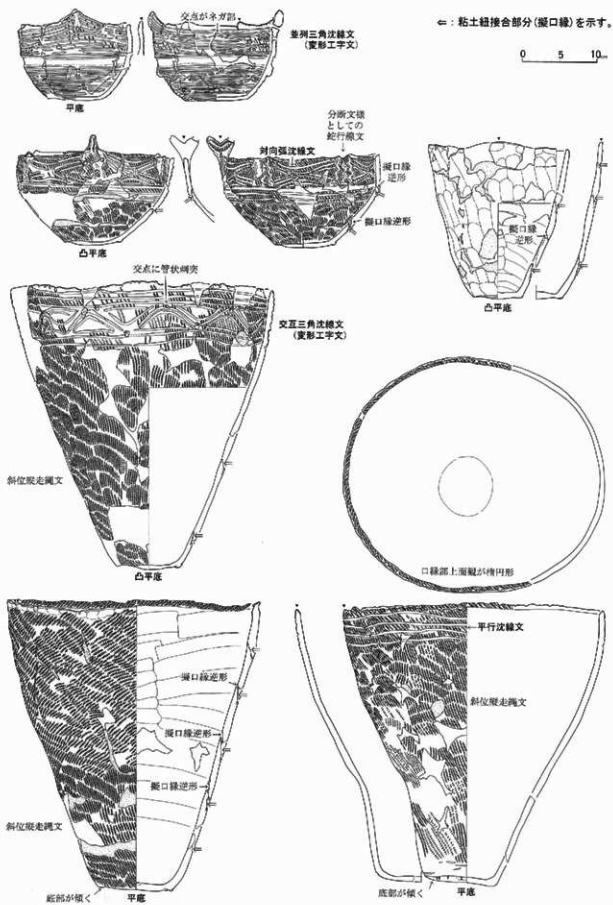 交点がネガ部
並列三角沈線文
(変形工字文)
⇐：粘土紐接合部分(擬口縁)を示す。
0 10cm
平底
分断文様
としての
蛇行線文
対向弧沈線文
擬口縁
逆形
擬口縁逆形
凸平底
擬口縁
逆形
凸平底
交点に管状刺突
交互三角沈線文
(変形工字文)
斜位縦走縄文
凸平底
口縁部上面観が楕円形
擬口縁逆形
擬口縁逆形
擬口縁逆形
斜位縦走縄文
底部が傾く
平底
平行沈線文
斜位縦走縄文
底部が傾く
平底